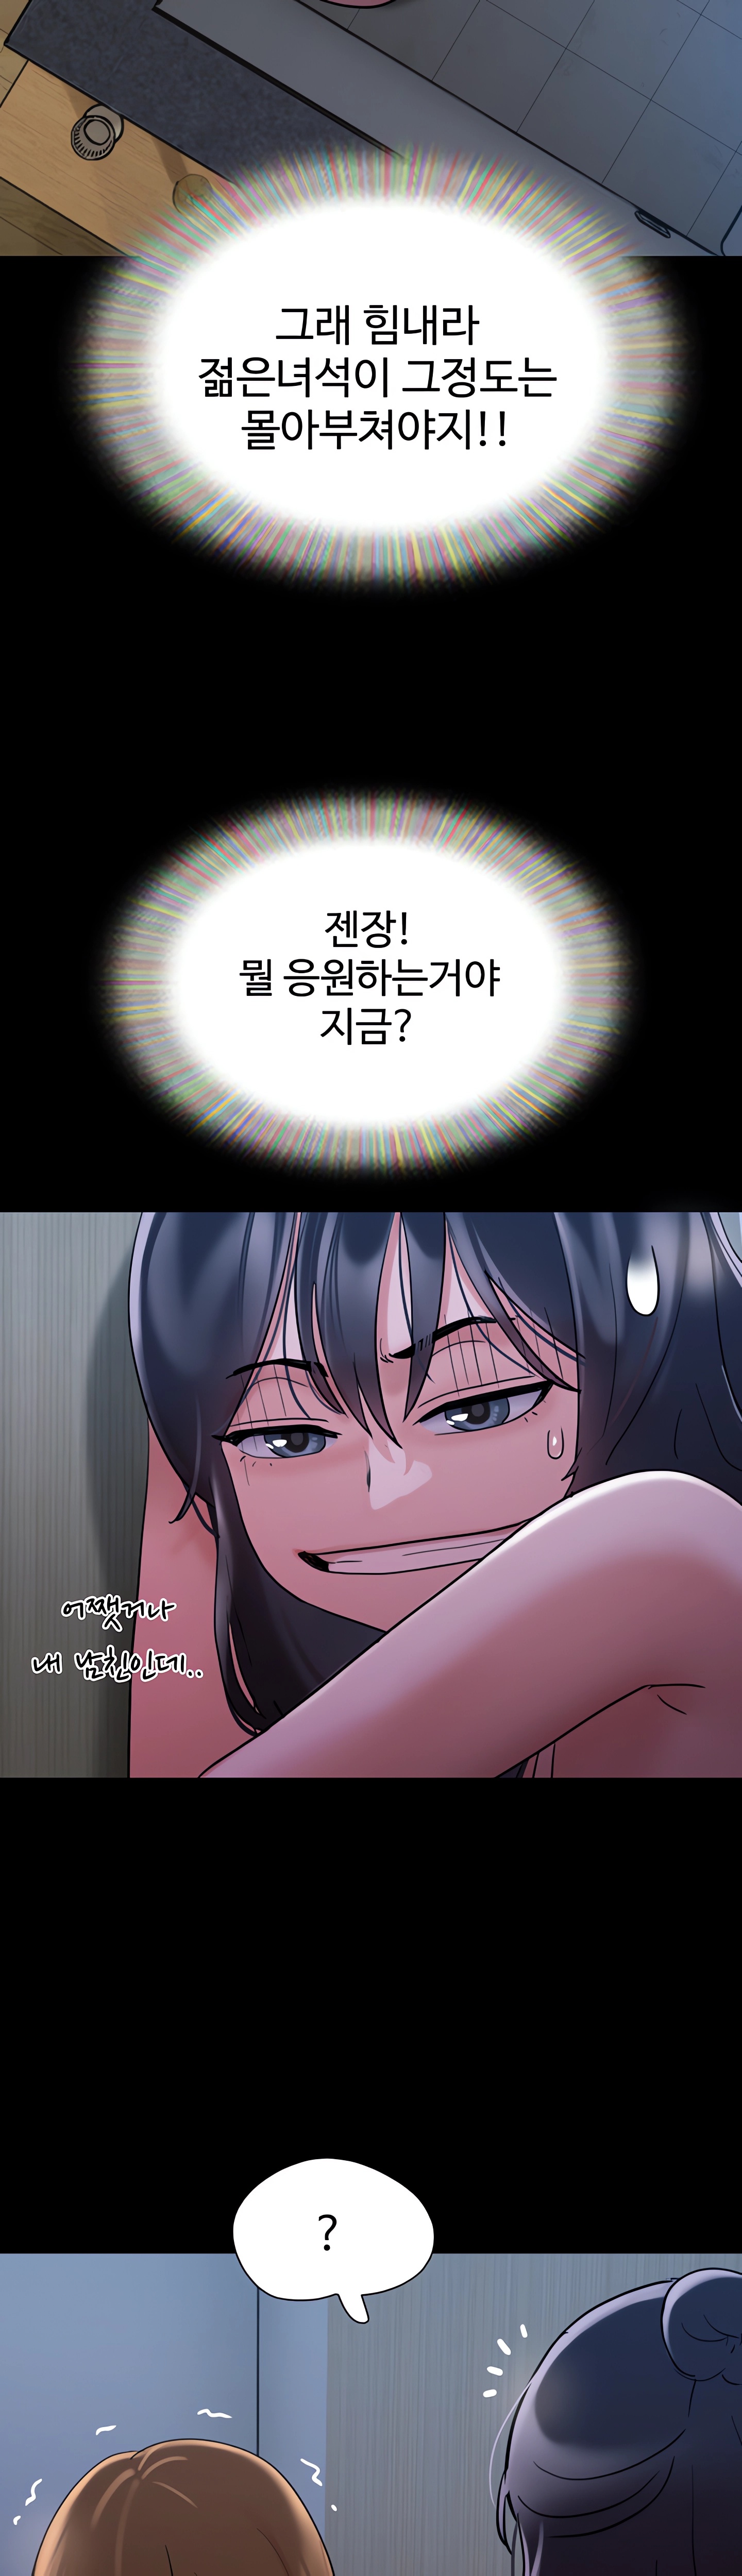 그래 힘내라
젊은녀석이 그정도는
몰아부쳐야지!!
젠장!
뭘 응원하는거야
지금?
어쨋거나
내 남친인데..
?